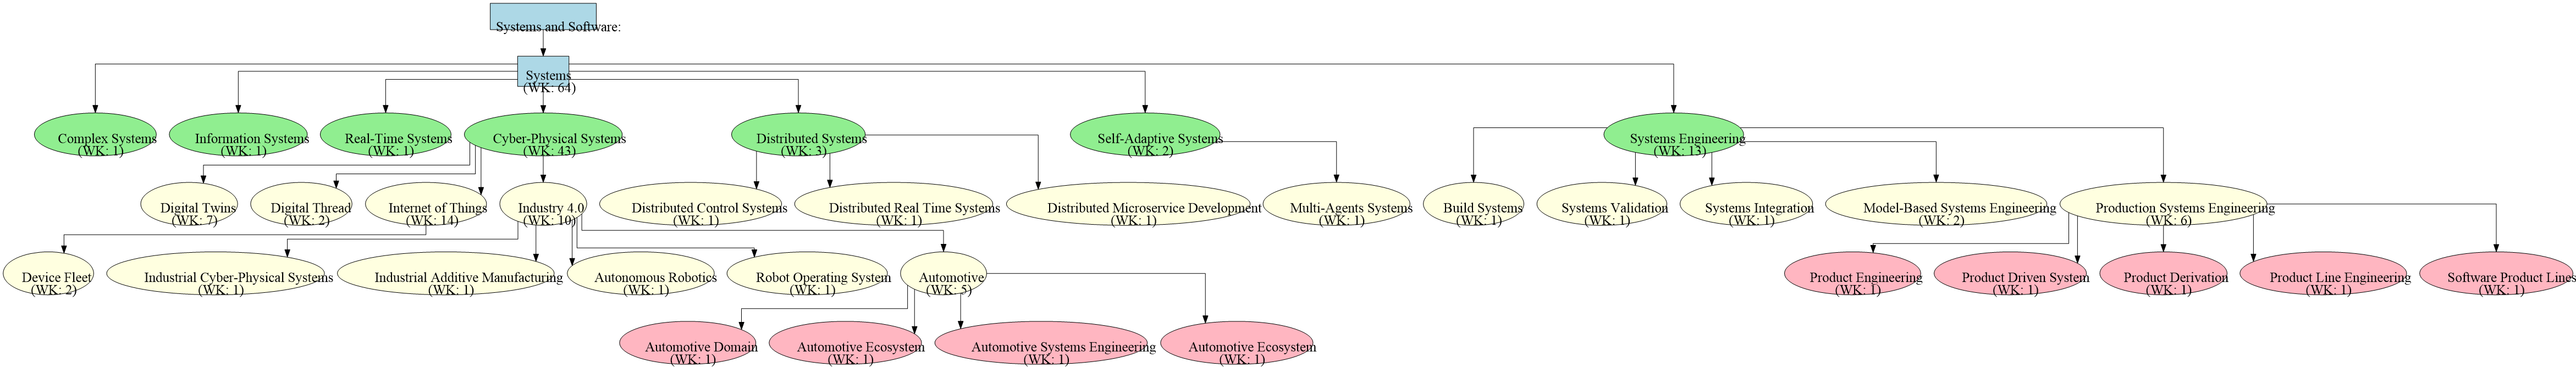 Systems and Software:
Systems
(WK: 64)
Complex Systems
(WK: 1)
Information Systems
(WK: 1)
Real-Time Systems
(WK: 1)
Cyber-Physical Systems
(WK: 43)
Distributed Systems
(WK: 3)
Self-Adaptive Systems
(WK: 2)
Systems Engineering
(WK: 13)
Digital Twins
(WK: 7)
Digital Thread
(WK: 2)
Internet of Things
(WK: 14)
Industry 4.0
(WK: 10)
Distributed Control Systems
(WK: 1)
Distributed Real Time Systems
(WK: 1)
Distributed Microservice Development
(WK: 1)
Multi-Agents Systems
(WK: 1)
Build Systems
(WK: 1)
Systems Validation
(WK: 1)
Systems Integration
(WK: 1)
Model-Based Systems Engineering
(WK: 2)
Production Systems Engineering
(WK: 6)
Device Fleet
(WK: 2)
Industrial Cyber-Physical Systems
(WK: 1)
Industrial Additive Manufacturing
(WK: 1)
Autonomous Robotics
(WK: 1)
Robot Operating System
(WK: 1)
Automotive
(WK: 5)
Product Engineering
(WK: 1)
Product Driven System
(WK: 1)
Product Derivation
(WK: 1)
Product Line Engineering
(WK: 1)
Software Product Lines
(WK: 1)
Automotive Domain
(WK: 1)
Automotive Ecosystem
(WK: 1)
Automotive Systems Engineering
(WK: 1)
Automotive Ecosystem
(WK: 1)